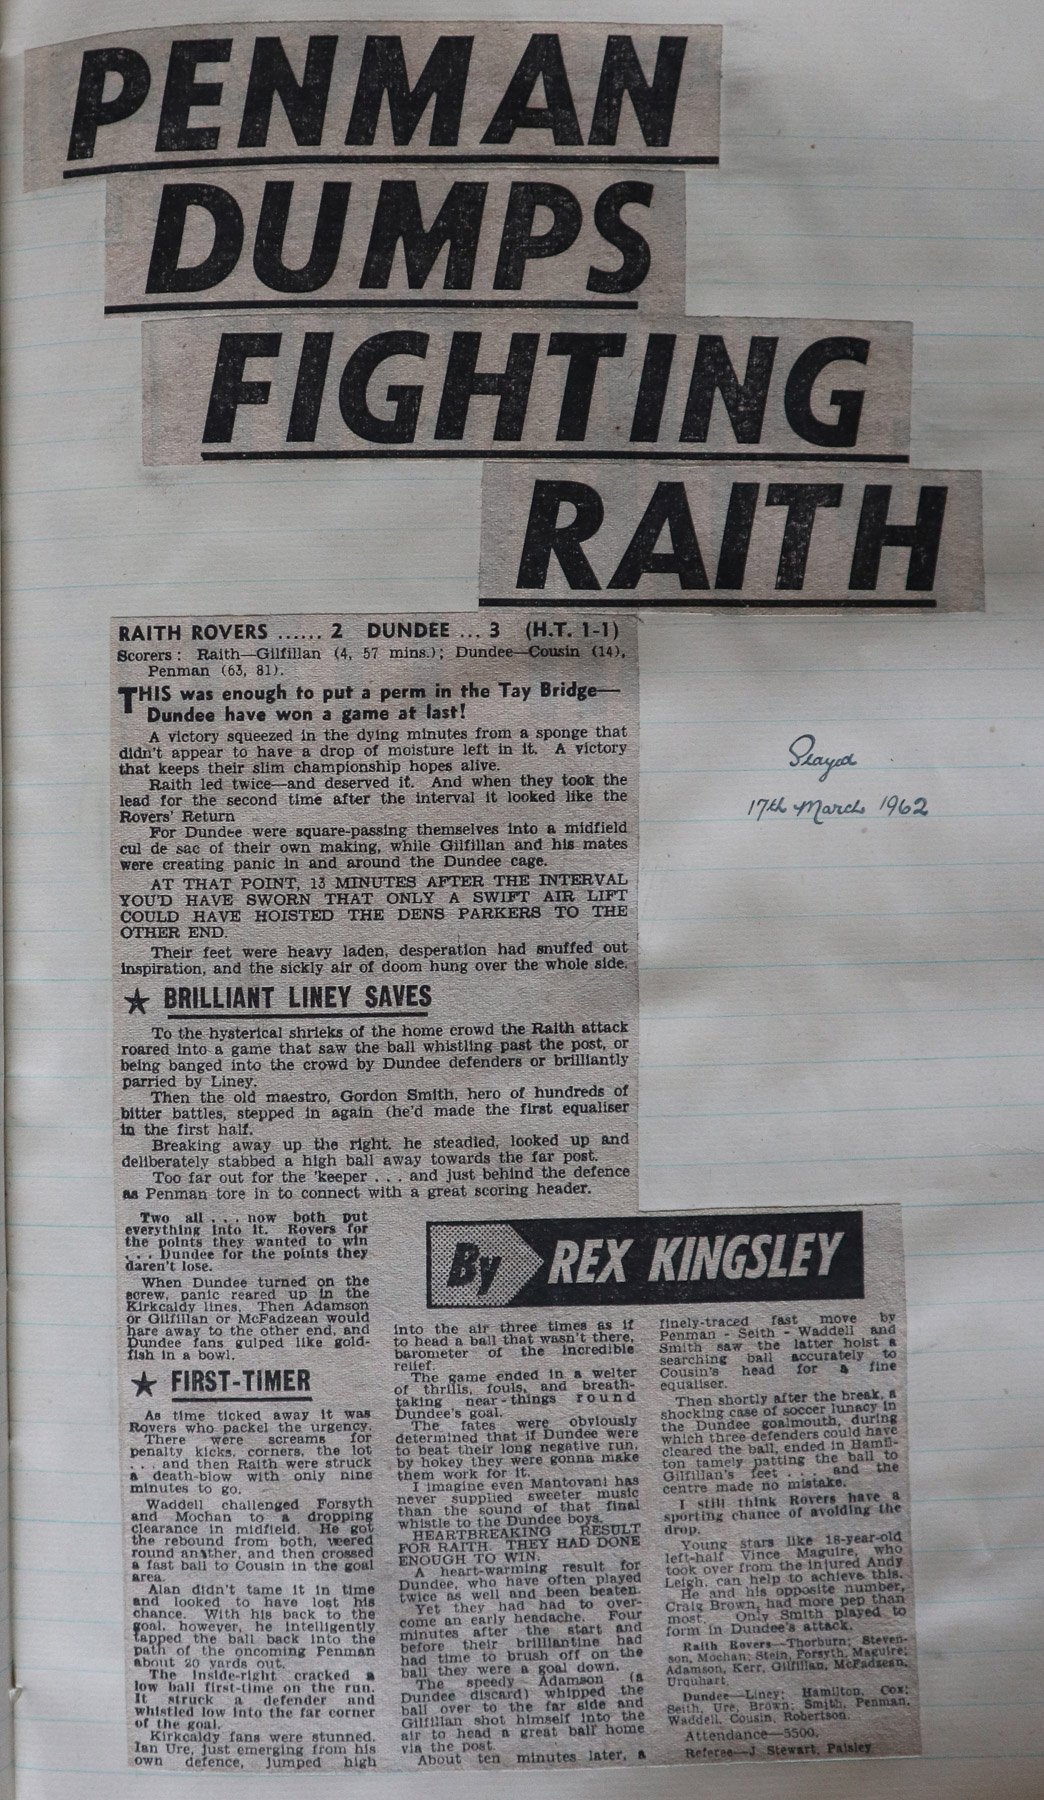 PENMAN
DUMPS
FIGHTING
RAITH
RAITH ROVERS ...... 2 DUNDEE ... 3 (H.T. 1-1)
Scorers: Raith—Gilfillan (4, 57 mins.); Dundee—Cousin (14),
Penman (63, 81).
THIS was enough to put a perm in the Tay Bridge—
Dundee have won a game at last!
A victory squeezed in the dying minutes from a sponge that
didn't appear to have a drop of moisture left in it. A victory
that keeps their slim championship hopes alive.
Raith led twice—and deserved it. And when they took the
lead for the second time after the interval it looked like the
Rovers' Return
For Dundee were square-passing themselves into a midfield
cul de sac of their own making, while Gilfillan and his mates
were creating panic in and around the Dundee cage.
AT THAT POINT, 13 MINUTES AFTER THE INTERVAL
YOU'D HAVE SWORN THAT ONLY A SWIFT AIR LIFT
COULD HAVE HOISTED THE DENS PARKERS TO THE
OTHER END.
Their feet were heavy laden, desperation had snuffed out
inspiration, and the sickly air of doom hung over the whole side.
★ BRILLIANT LINEY SAVES
To the hysterical shrieks of the home crowd the Raith attack
roared into a game that saw the ball whistling past the post, or
being banged into the crowd by Dundee defenders or brilliantly
parried by Liney.
Then the old maestro, Gordon Smith, hero of hundreds of
bitter battles, stepped in again (he'd made the first equaliser
in the first half.
Breaking away up the right, he steadied, looked up and
deliberately stabbed a high ball away towards the far post.
Too far out for the 'keeper . . . and just behind the defence
as Penman tore in to connect with a great scoring header.
Played
17th March 1962
By REX KINGSLEY
Two all . . . now both put
everything into it. Rovers for
the points they wanted to win
. . . Dundee for the points they
daren't lose.
When Dundee turned on the
screw, panic reared up in the
Kirkcaldy lines. Then Adamson
or Gilfillan or McFadzean would
hare away to the other end, and
Dundee fans gulped like gold-
fish in a bowl.
★ FIRST-TIMER
As time ticked away it was
Rovers who packed the urgency.
There were screams for
penalty kicks, corners, the lot
. . . and then Raith were struck
a death-blow with only nine
minutes to go.
Waddell challenged Forsyth
and Mochan to a dropping
clearance in midfield. He got
the rebound from both, veered
round another, and then crossed
a fast ball to Cousin in the goal
area.
Alan didn't tame it in time
and looked to have lost his
chance. With his back to the
goal, however, he intelligently
tapped the ball back into the
path of the oncoming Penman
about 20 yards out.
The inside-right cracked a
low ball first-time on the run.
It struck a defender and
whistled low into the far corner
of the goal.
Kirkcaldy fans were stunned.
Ian Ure, just emerging from his
own defence, jumped high
into the air three times as if
to head a ball that wasn't there,
barometer of the incredible
relief.
The game ended in a welter
of thrills, fouls, and breath-
taking near-things round
Dundee's goal.
The fates were obviously
determined that if Dundee were
to beat their long negative run,
by hokey they were gonna make
them work for it.
I imagine even Mantovani has
never supplied sweeter music
than the sound of that final
whistle to the Dundee boys.
HEARTBREAKING RESULT
FOR RAITH. THEY HAD DONE
ENOUGH TO WIN.
A heart-warming result for
Dundee, who have often played
twice as well and been beaten.
Yet they had had to over-
come an early headache. Four
minutes after the start and
before their brilliantine had
had time to brush off on the
ball they were a goal down.
The speedy Adamson (a
Dundee discard) whipped the
ball over to the far side and
Gilfillan shot himself into the
air to head a great ball home
via the post.
About ten minutes later, a
finely-traced fast move by
Penman - Seith - Waddell and
Smith saw the latter hoist a
searching ball accurately to
Cousin's head for a fine
equaliser.
Then shortly after the break, a
shocking case of soccer lunacy in
the Dundee goalmouth, during
which three defenders could have
cleared the ball, ended in Hamil-
ton tamely patting the ball to
Gilfillan's feet . . . and the
centre made no mistake.
I still think Rovers have a
sporting chance of avoiding the
drop.
Young stars like 18-year-old
left-half Vince Maguire, who
took over from the injured Andy
Leigh, can help to achieve this.
He and his opposite number,
Craig Brown, had more pep than
most. Only Smith played to
form in Dundee's attack.
Raith Rovers—Thorburn; Steven-
son, Mochan; Stein, Forsyth, Maguire;
Adamson, Kerr, Gilfillan, McFadzean,
Urquhart.
Dundee—Liney; Hamilton, Cox;
Seith, Ure, Brown; Smith, Penman,
Waddell, Cousin, Robertson.
Attendance—5500.
Referee—J. Stewart, Paisley